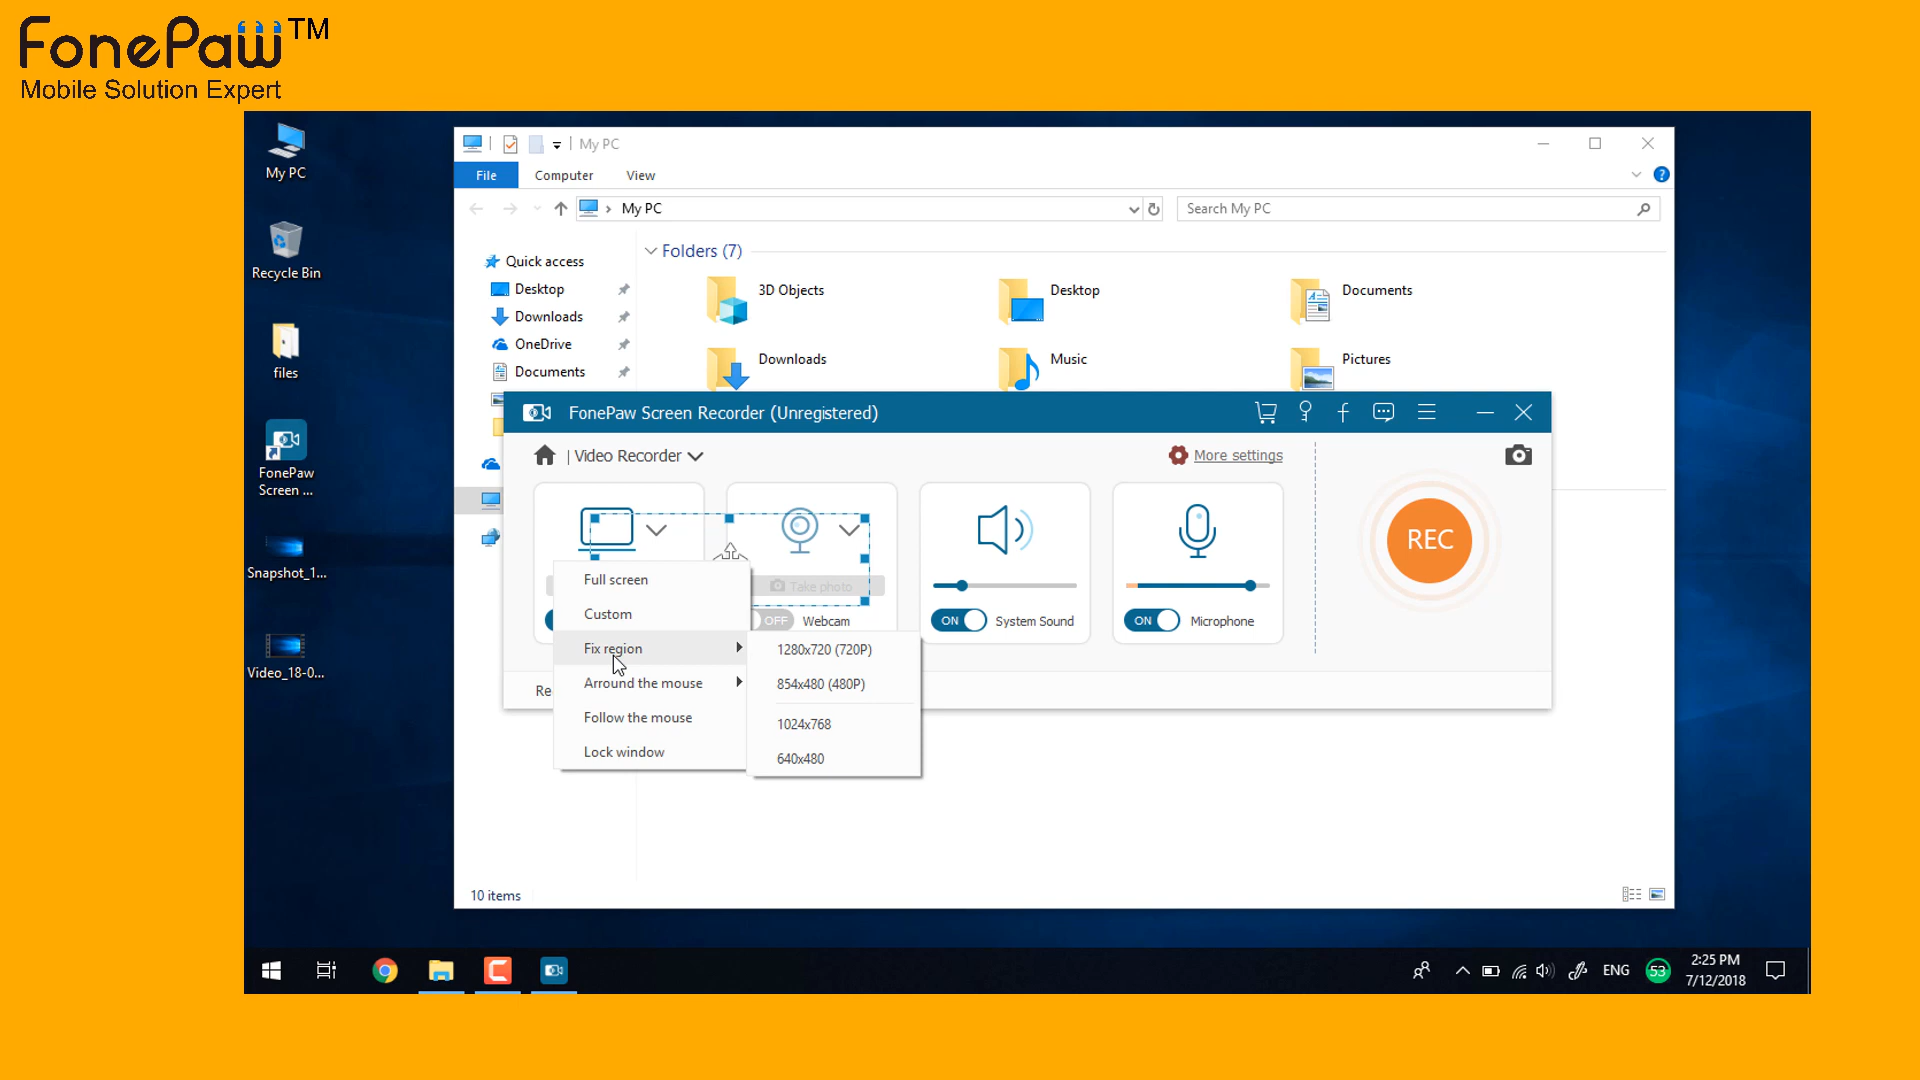 FonePaw™
Mobile Solution Expert
My PC
Recycle Bin
files
FonePaw
Screen ...
Snapshot_1...
Video_18-0...
My PC
File
Computer
View
My PC
Search My PC
Quick access
Desktop
Downloads
OneDrive
Documents
Folders (7)
3D Objects
Desktop
Documents
Downloads
Music
Pictures
FonePaw Screen Recorder (Unregistered)
| Video Recorder
More settings
REC
Take photo
OFF
Webcam
ON
System Sound
ON
Microphone
Re
Full screen
Custom
Fix region
Arround the mouse
Follow the mouse
Lock window
1280x720 (720P)
854x480 (480P)
1024x768
640x480
10 items
ENG
53
2:25 PM
7/12/2018